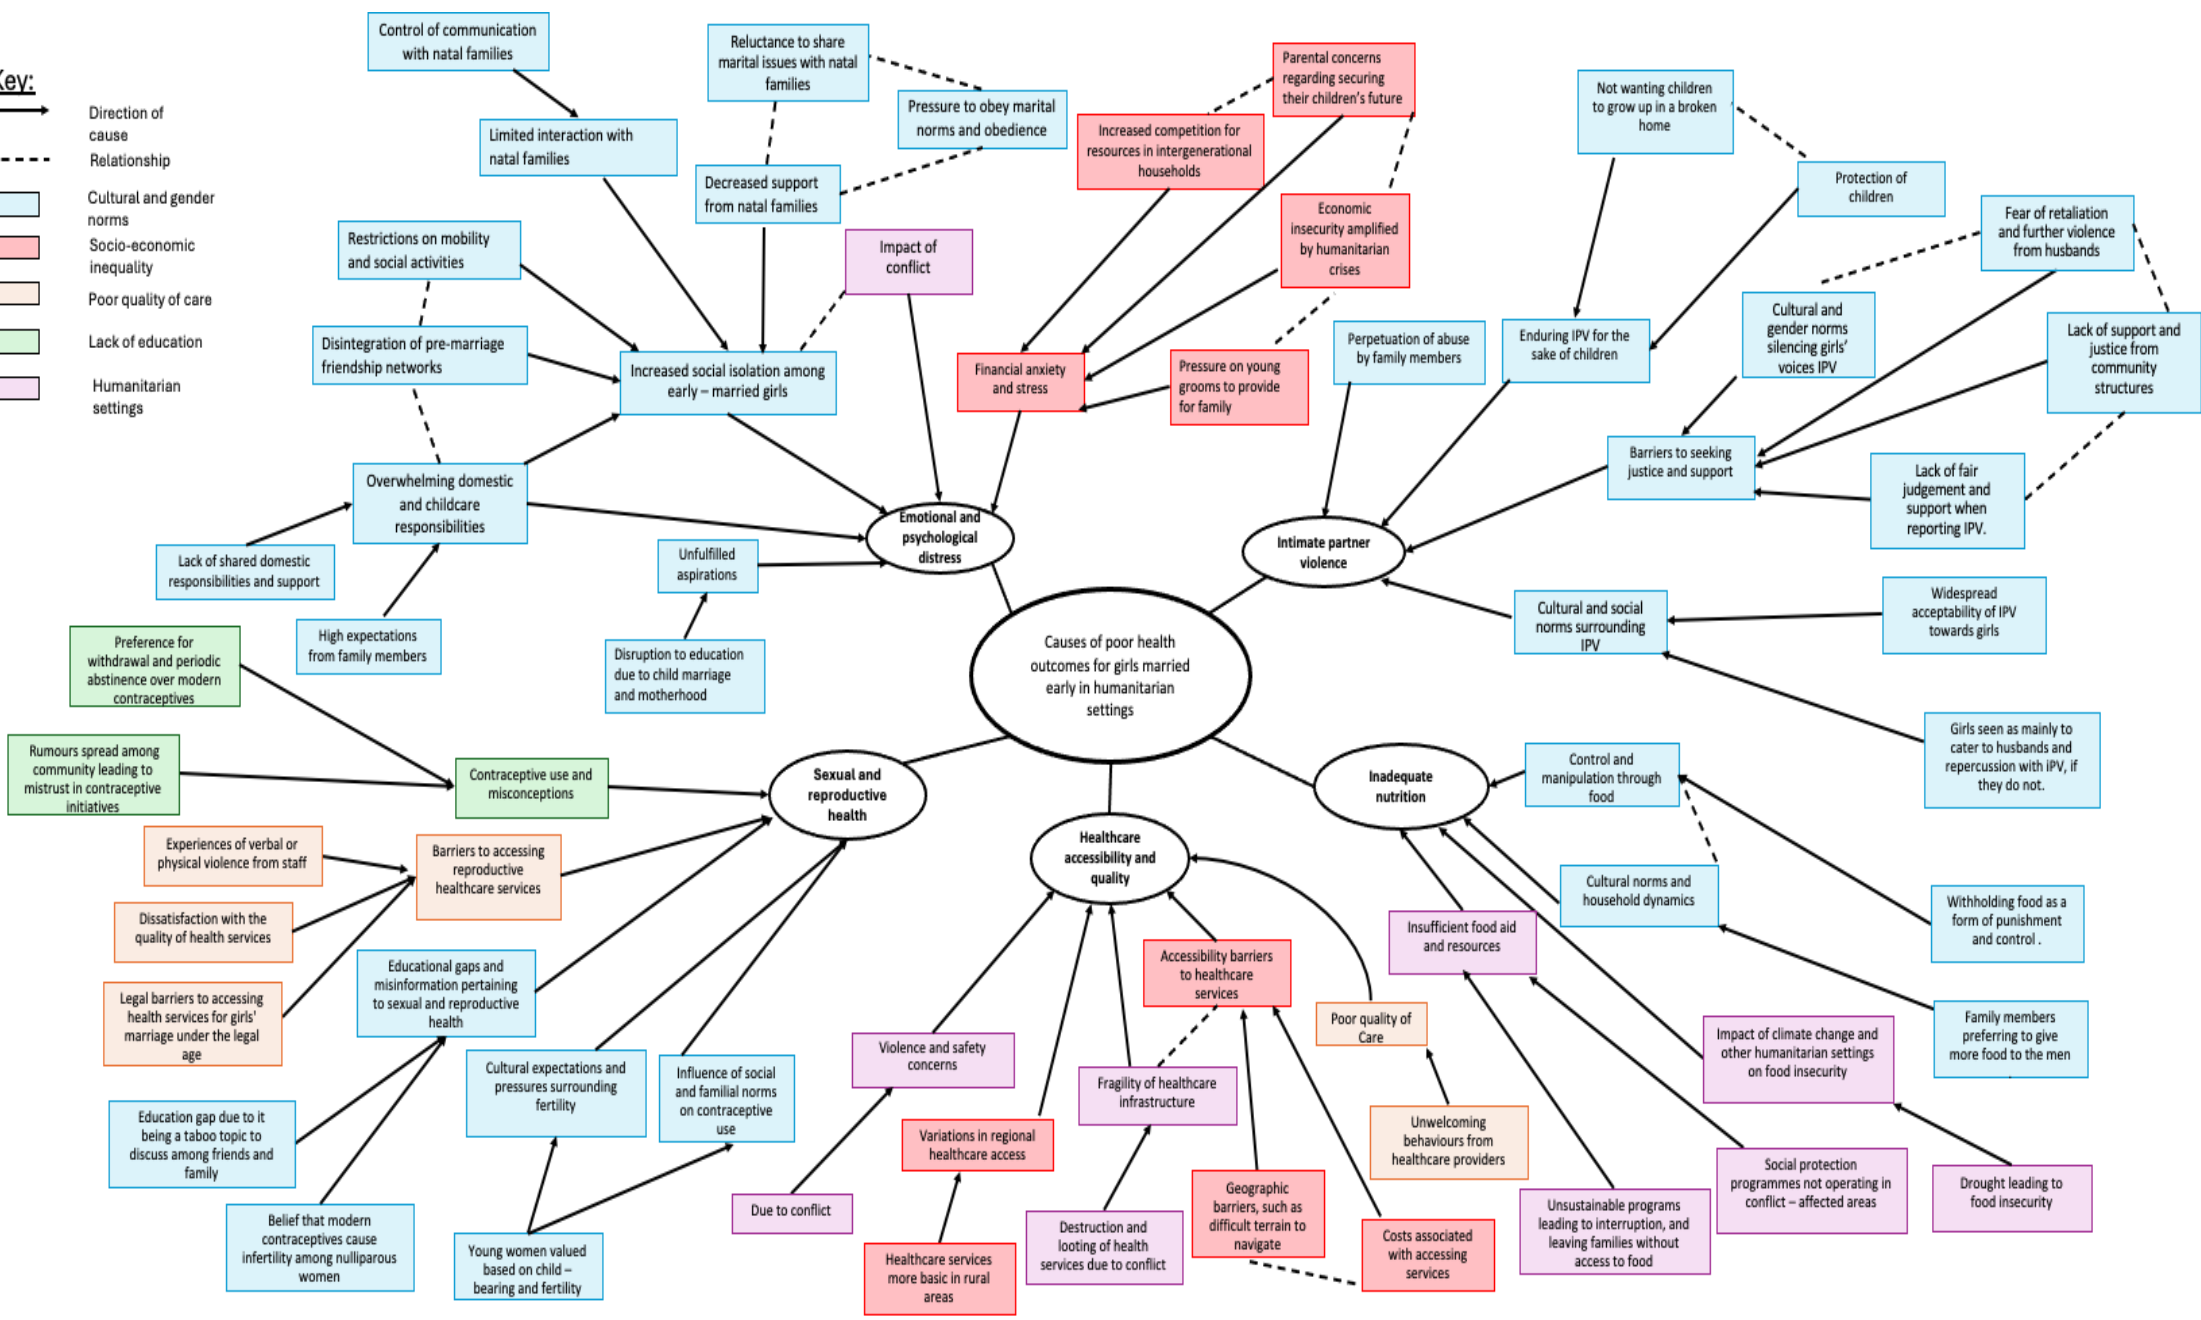 Key:
Direction of
cause
Relationship
Cultural and gender
norms
Socio-economic
inequality
Poor quality of care
Lack of education
Humanitarian
settings
Control of communication
with natal families
Limited interaction with
natal families
Reluctance to share
marital issues with natal
families
Pressure to obey marital
norms and obedience
Decreased support
from natal families
Restrictions on mobility
and social activities
Disintegration of pre-marriage
friendship networks
Impact of
conflict
Increased social isolation among
early – married girls
Overwhelming domestic
and childcare
responsibilities
Lack of shared domestic
responsibilities and support
High expectations
from family members
Unfulfilled
aspirations
Disruption to education
due to child marriage
and motherhood
Emotional and
psychological
distress
Parental concerns
regarding securing
their children's future
Increased competition for
resources in intergenerational
households
Economic
insecurity amplified
by humanitarian
crises
Financial anxiety
and stress
Pressure on young
grooms to provide
for family
Not wanting children
to grow up in a broken
home
Protection of
children
Perpetuation of abuse
by family members
Enduring IPV for the
sake of children
Fear of retaliation
and further violence
from husbands
Cultural and
gender norms
silencing girls'
voices IPV
Lack of support and
justice from
community
structures
Barriers to seeking
justice and support
Lack of fair
judgement and
support when
reporting IPV.
Intimate partner
violence
Cultural and social
norms surrounding
IPV
Widespread
acceptability of IPV
towards girls
Girls seen as mainly to
cater to husbands and
repercussion with iPV, if
they do not.
Causes of poor health
outcomes for girls married
early in humanitarian
settings
Preference for
withdrawal and periodic
abstinence over modern
contraceptives
Rumours spread among
community leading to
mistrust in contraceptive
initiatives
Contraceptive use and
misconceptions
Sexual and
reproductive
health
Experiences of verbal or
physical violence from staff
Barriers to accessing
reproductive
healthcare services
Dissatisfaction with the
quality of health services
Legal barriers to accessing
health services for girls'
marriage under the legal
age
Educational gaps and
misinformation pertaining
to sexual and reproductive
health
Education gap due to it
being a taboo topic to
discuss among friends and
family
Belief that modern
contraceptives cause
infertility among nulliparous
women
Cultural expectations and
pressures surrounding
fertility
Influence of social
and familial norms
on contraceptive
use
Young women valued
based on child –
bearing and fertility
Healthcare
accessibility and
quality
Violence and safety
concerns
Due to conflict
Variations in regional
healthcare access
Healthcare services
more basic in rural
areas
Fragility of healthcare
infrastructure
Destruction and
looting of health
services due to conflict
Accessibility barriers
to healthcare
services
Geographic
barriers, such as
difficult terrain to
navigate
Costs associated
with accessing
services
Poor quality of
Care
Unwelcoming
behaviours from
healthcare providers
Inadequate
nutrition
Control and
manipulation through
food
Cultural norms and
household dynamics
Withholding food as a
form of punishment
and control .
Family members
preferring to give
more food to the men
.
Insufficient food aid
and resources
Impact of climate change and
other humanitarian settings
on food insecurity
Unsustainable programs
leading to interruption, and
leaving families without
access to food
Social protection
programmes not operating in
conflict – affected areas
Drought leading to
food insecurity